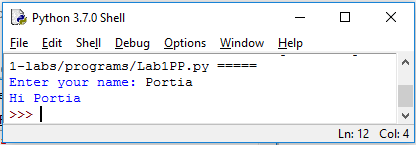 Python 3.7.0 Shell
File Edit Shell Debug Options Window Help
1-labs/programs/Lab1PP.py =====
Enter your name: Portia
Hi Portia
>>>
Ln: 12 Col: 4